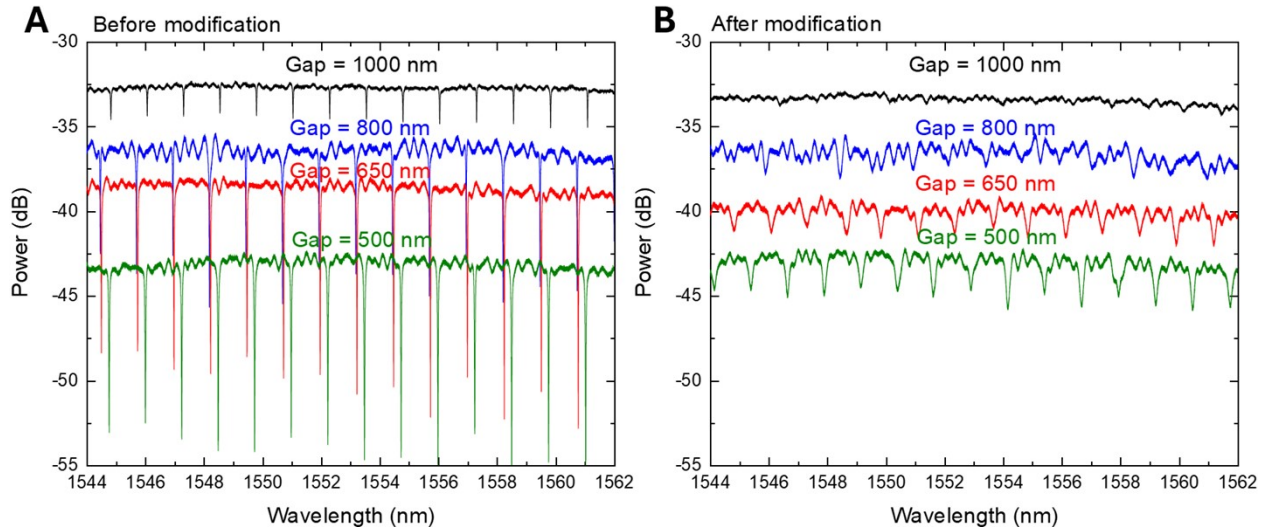 A Before modification
-30
-35
-40
-45
-50
-55
Power (dB)
Gap = 1000 nm
Gap = 800 nm
Gap = 650 nm
Gap = 500 nm
1544 1546 1548 1550 1552 1554 1556 1558 1560 1562
Wavelength (nm)
B After modification
-30
-35
-40
-45
-50
-55
Power (dB)
Gap = 1000 nm
Gap = 800 nm
Gap = 650 nm
Gap = 500 nm
1544 1546 1548 1550 1552 1554 1556 1558 1560 1562
Wavelength (nm)